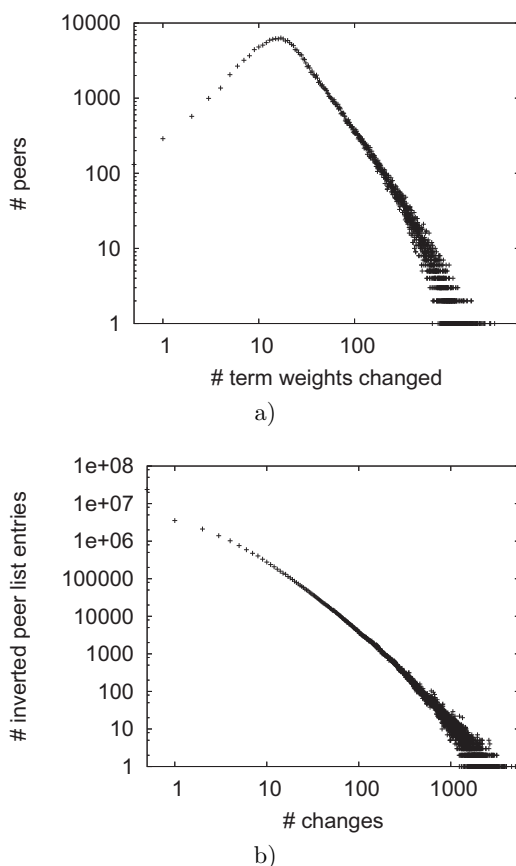 10000
1000
100
10
1
# peers
1
10
100
# term weights changed
a)
1e+08
1e+07
1e+06
100000
10000
1000
100
10
1
# inverted peer list entries
1
10
100
1000
# changes
b)